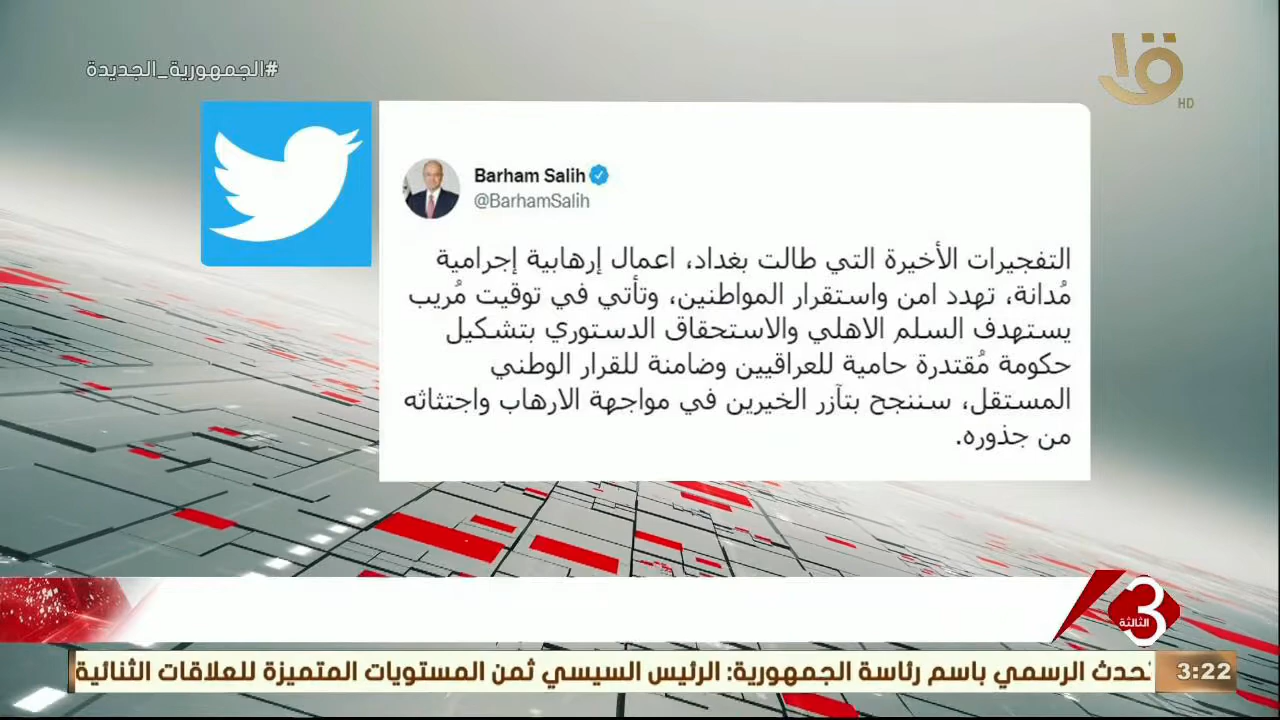 #الجمهورية_الجديدة
HD
Barham Salih
@BarhamSalih
التفجيرات الأخيرة التي طالت بغداد، اعمال إرهابية إجرامية
مُدانة، تهدد امن واستقرار المواطنين، وتأتي في توقيت مُريب
يستهدف السلم الاهلي والاستحقاق الدستوري بتشكيل
حكومة مُقتدرة حامية للعراقيين وضامنة للقرار الوطني
المستقل، سننجح بتآزر الخيرين في مواجهة الارهاب واجتثاثه
من جذوره.
3
الثالثة
3:22
الرسمي باسم رئاسة الجمهورية: الرئيس السيسي ثمن المستويات المتميزة للعلاقات الثنائية